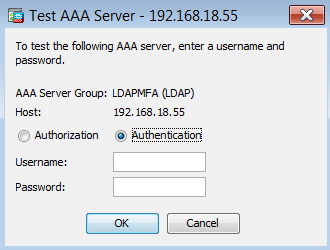 Test AAA Server - 192.168.18.55
To test the following AAA server, enter a username and
password.
AAA Server Group: LDAPMFA (LDAP)
Host: 192.168.18.55
Authorization Authentication
Username:
Password:
OK Cancel